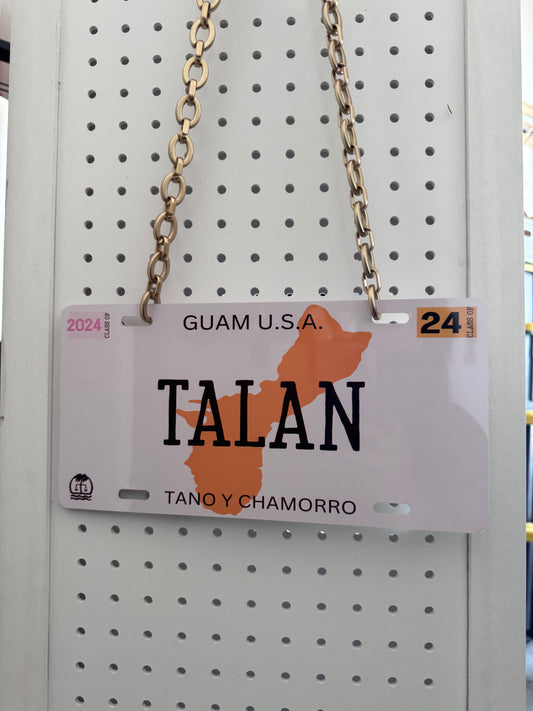 2024
CLASS OF
GUAM U.S.A.
24
CLASS OF
TALAN
TANO Y CHAMORRO